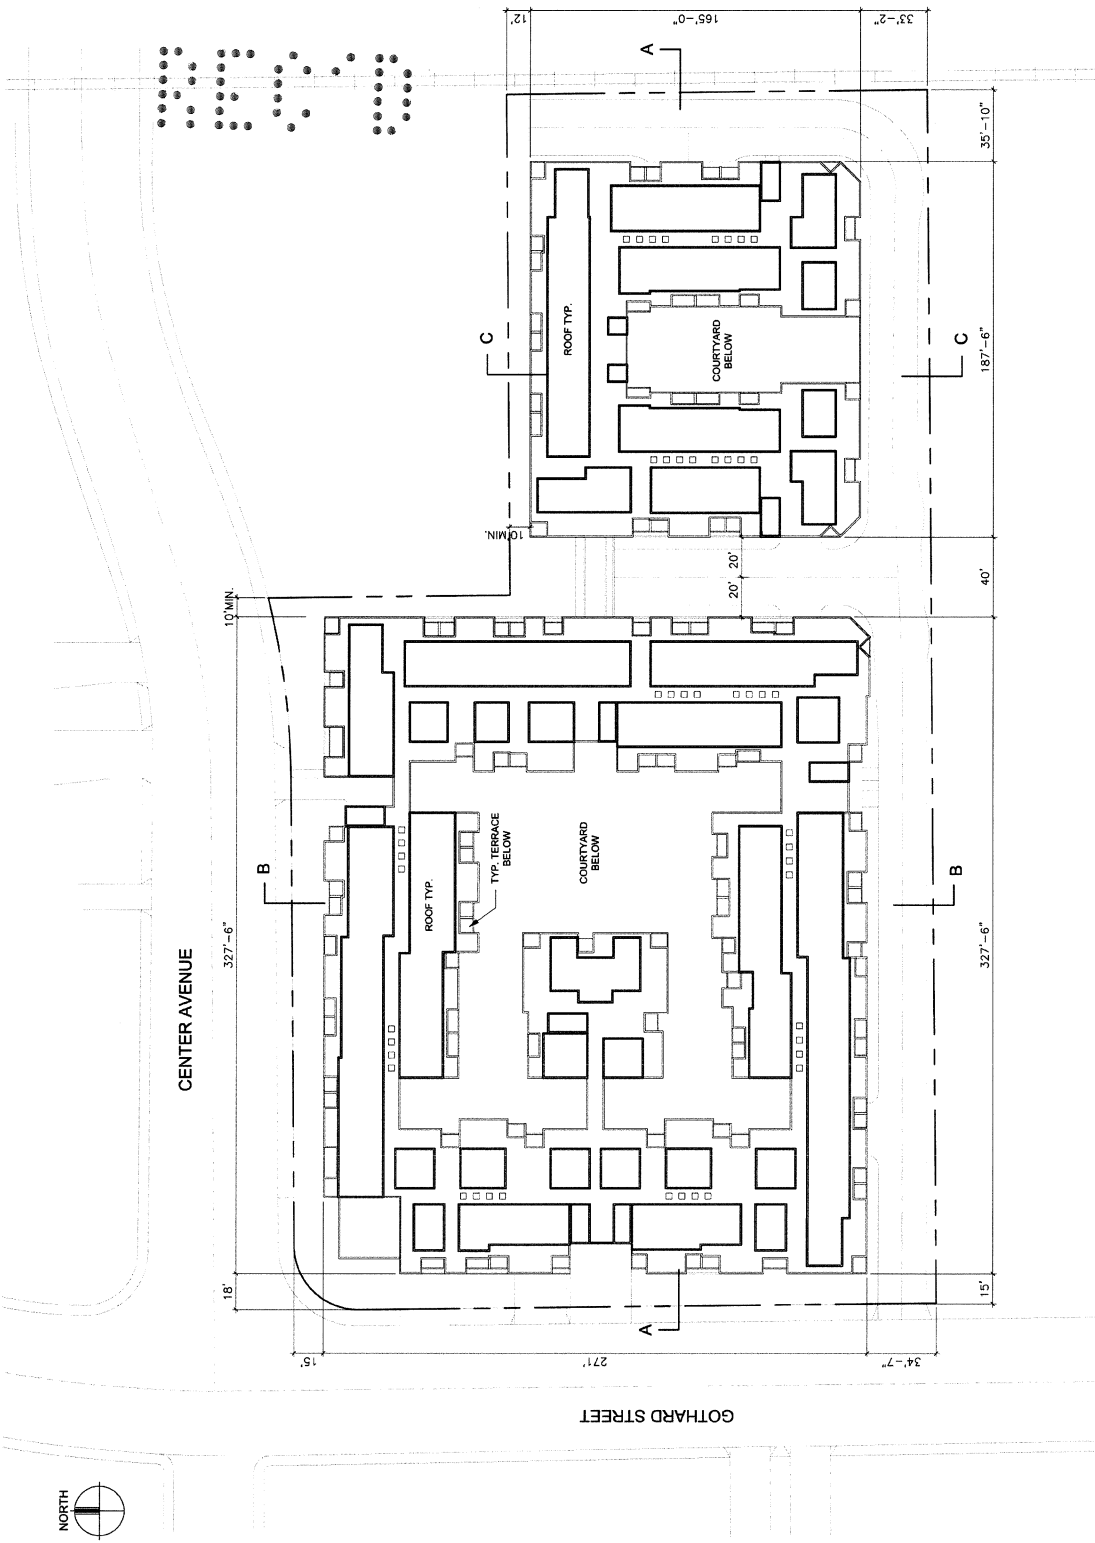 REC'D
12'
165'-0"
33'-2"
A
35'-10"
ROOF TYP.
COURTYARD
BELOW
C
C
187'-6"
10'MIN.
20'
20'
40'
10'MIN.
B
TYP. TERRACE
BELOW
COURTYARD
BELOW
ROOF TYP.
B
327'-6"
327'-6"
CENTER AVENUE
18'
15'
A
15'
271'
34'-7"
GOTHARD STREET
NORTH